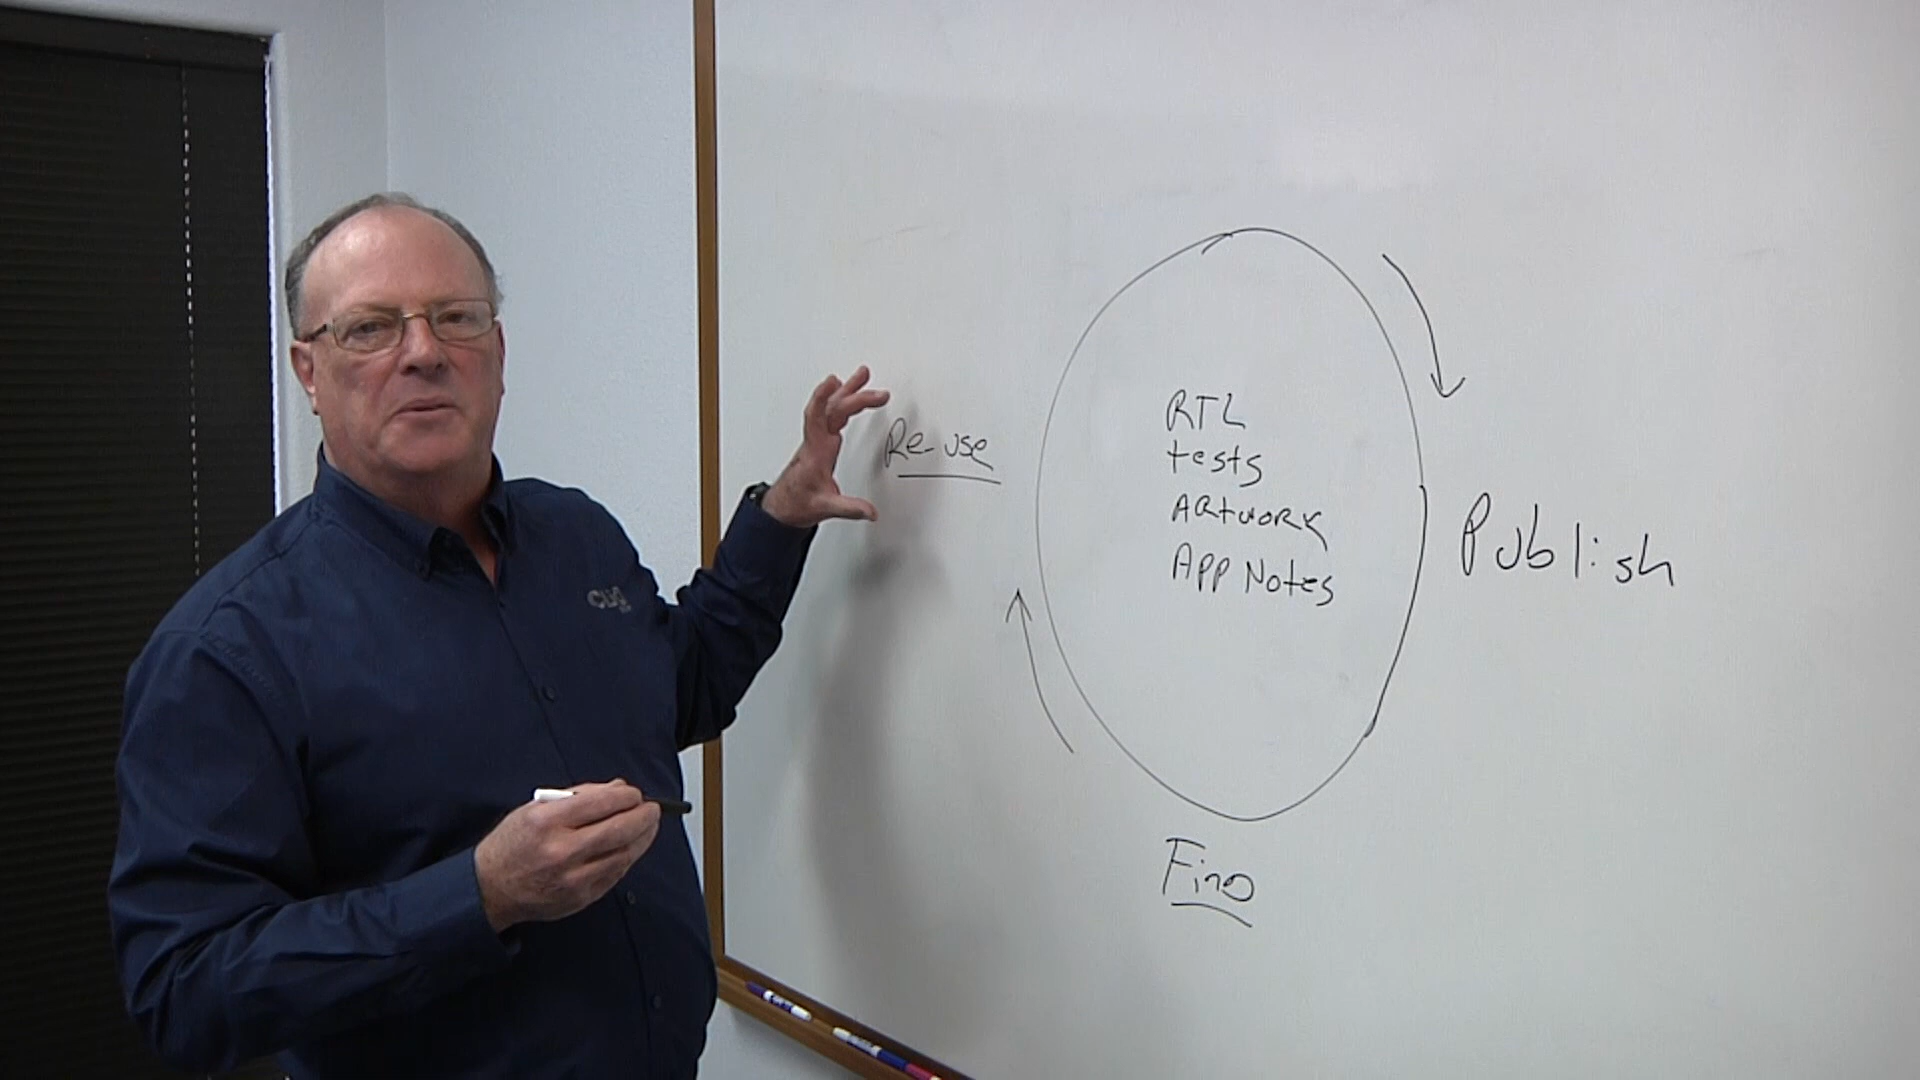 Re-use
RTL
tests
ARtwork
APP Notes
Publish
Find